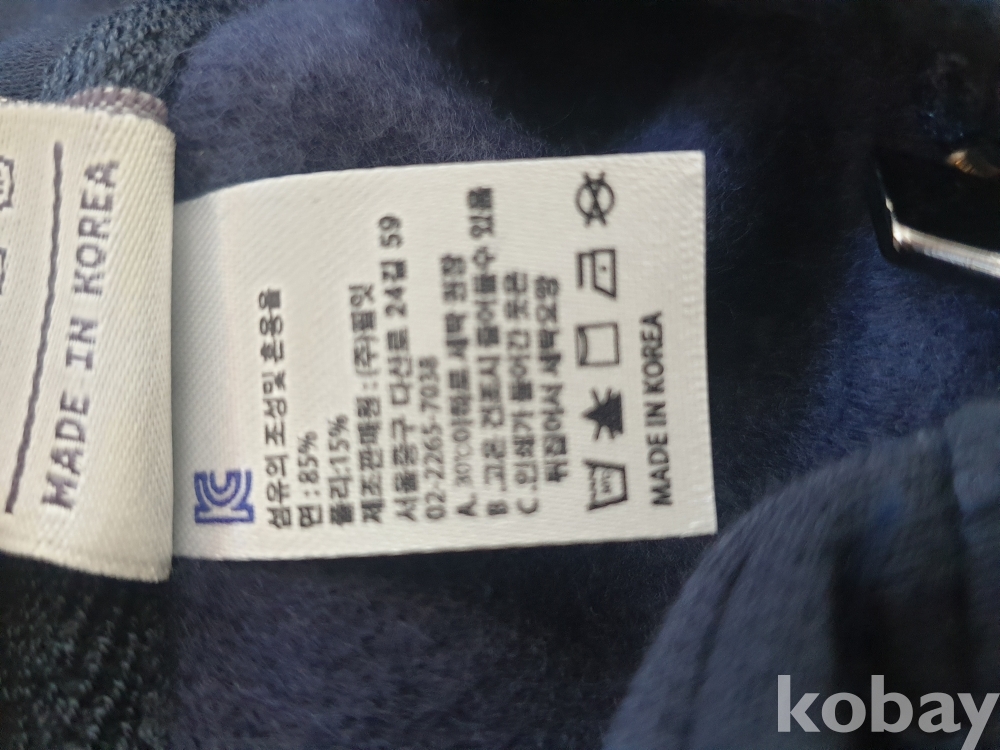 MADE IN KOREA
섬유의 조성및 혼용율
면 : 85%
폴리:15%
제조판매원 : (주)필잇
서울중구 다산로 24길 59
02-2265-7038
A. 30℃이하로 세탁 권장
B .고온 건조시 줄어들수 있음
C .인쇄가 들어간 옷은
뒤집어서 세탁요망
MADE IN KOREA
kobay